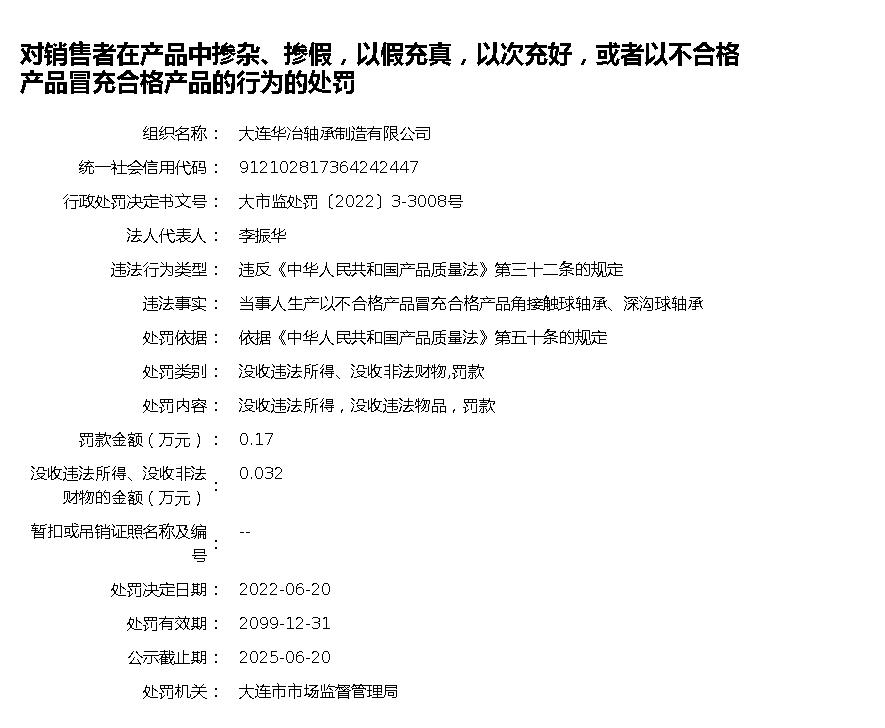 对销售者在产品中掺杂、掺假，以假充真，以次充好，或者以不合格
产品冒充合格产品的行为的处罚
组织名称： 大连华冶轴承制造有限公司
统一社会信用代码： 912102817364242447
行政处罚决定书文号： 大市监处罚〔2022〕3-3008号
法人代表人： 李振华
违法行为类型： 违反《中华人民共和国产品质量法》第三十二条的规定
违法事实： 当事人生产以不合格产品冒充合格产品角接触球轴承、深沟球轴承
处罚依据： 依据《中华人民共和国产品质量法》第五十条的规定
处罚类别： 没收违法所得、没收非法财物,罚款
处罚内容： 没收违法所得，没收违法物品，罚款
罚款金额（万元）： 0.17
没收违法所得、没收非法
财物的金额（万元）： 0.032
暂扣或吊销证照名称及编
号： --
处罚决定日期： 2022-06-20
处罚有效期： 2099-12-31
公示截止期： 2025-06-20
处罚机关： 大连市市场监督管理局